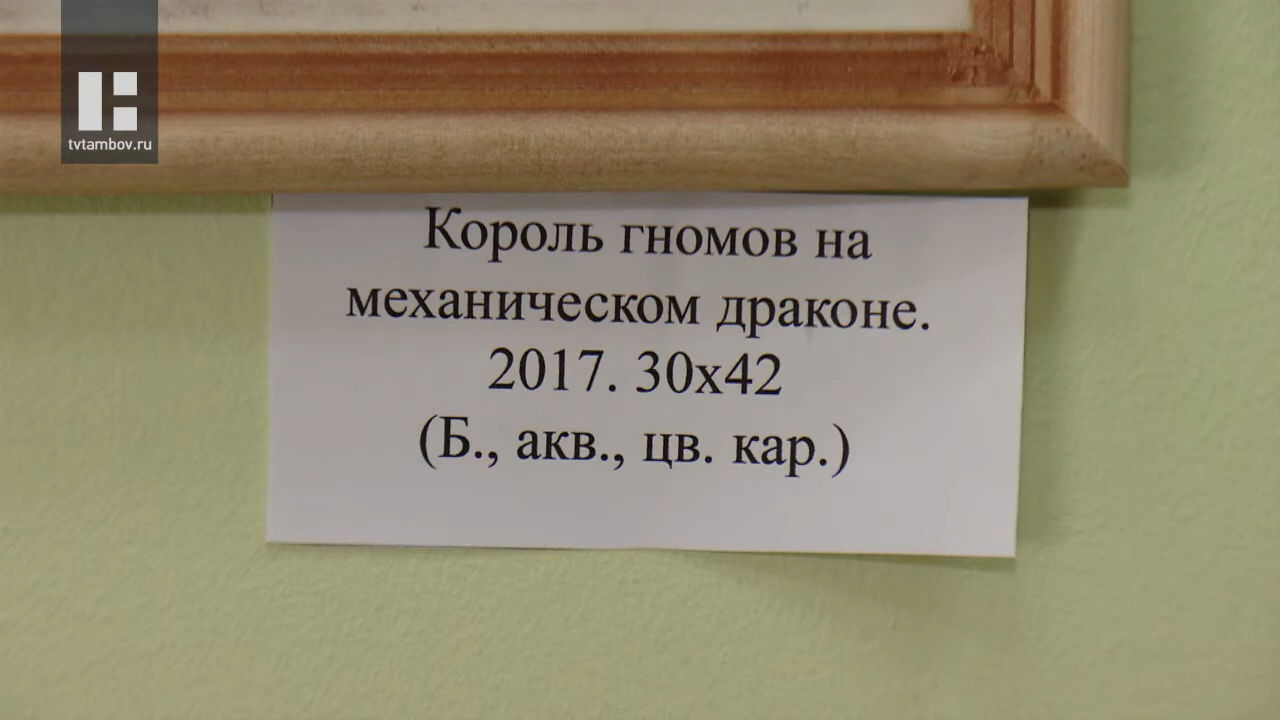 tvtambov.ru
Король гномов на
механическом драконе.
2017. 30х42
(Б., акв., цв. кар.)